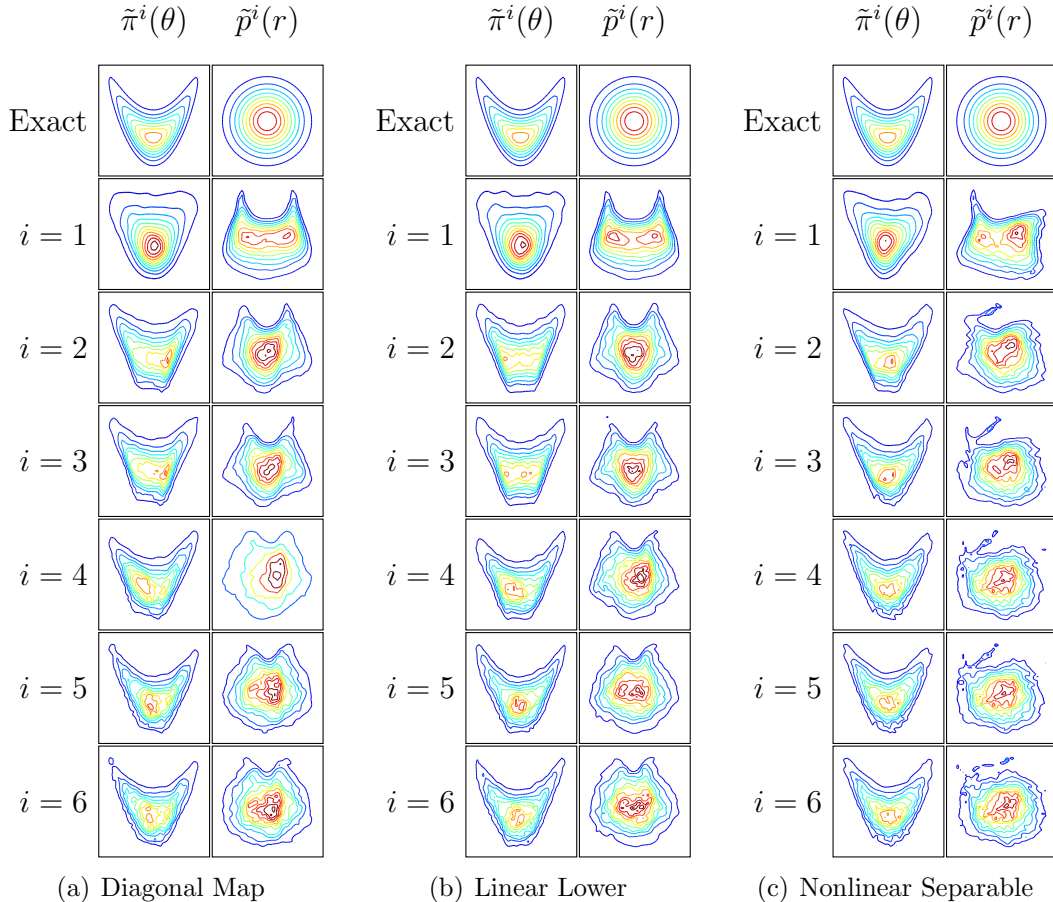 π̃ⁱ(θ) p̃ⁱ(r) π̃ⁱ(θ) p̃ⁱ(r) π̃ⁱ(θ) p̃ⁱ(r)
Exact Exact Exact
i = 1 i = 1 i = 1
i = 2 i = 2 i = 2
i = 3 i = 3 i = 3
i = 4 i = 4 i = 4
i = 5 i = 5 i = 5
i = 6 i = 6 i = 6
(a) Diagonal Map (b) Linear Lower (c) Nonlinear Separable